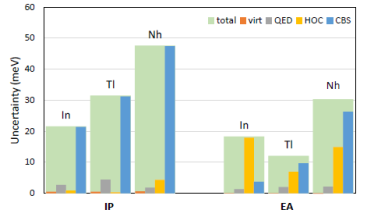 60
50
40
30
20
10
0
Uncertainty (meV)
total virt QED HOC CBS
In
Tl
Nh
In
Tl
Nh
IP
EA